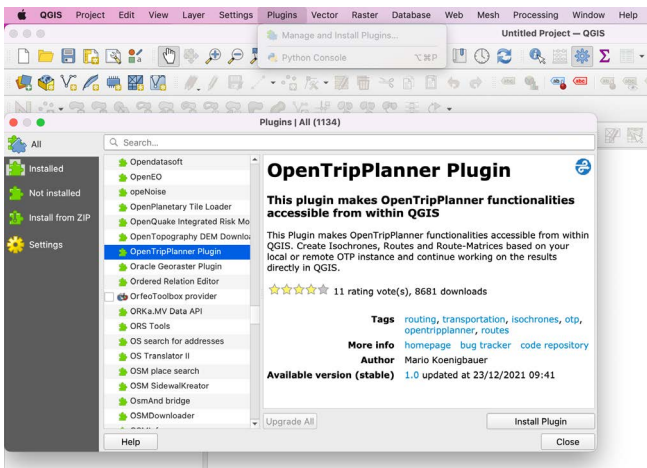 QGIS Project Edit View Layer Settings Plugins Vector Raster Database Web Mesh Processing Window Help
Manage and Install Plugins...
Untitled Project — QGIS
Python Console ⌥⌘P
abc
Plugins | All (1134)
All
Search...
Installed
Not installed
Install from ZIP
Settings
Opendatasoft
OpenEO
opeNoise
OpenPlanetary Tile Loader
OpenQuake Integrated Risk Mo
OpenTopography DEM Downloa
OpenTripPlanner Plugin
Oracle Georaster Plugin
Ordered Relation Editor
OrfeoToolbox provider
ORKa.MV Data API
ORS Tools
OS search for addresses
OS Translator II
OSM place search
OSM SidewalKreator
OsmAnd bridge
OSMDownloader
OpenTripPlanner Plugin
This plugin makes OpenTripPlanner functionalities
accessible from within QGIS
This Plugin makes OpenTripPlanner functionalities accessible from within
QGIS. Create Isochrones, Routes and Route-Matrices based on your
local or remote OTP instance and continue working on the results
directly in QGIS.
11 rating vote(s), 8681 downloads
Tags routing, transportation, isochrones, otp,
opentripplanner, routes
More info homepage bug tracker code repository
Author Mario Koenigbauer
Available version (stable) 1.0 updated at 23/12/2021 09:41
Upgrade All
Install Plugin
Help
Close